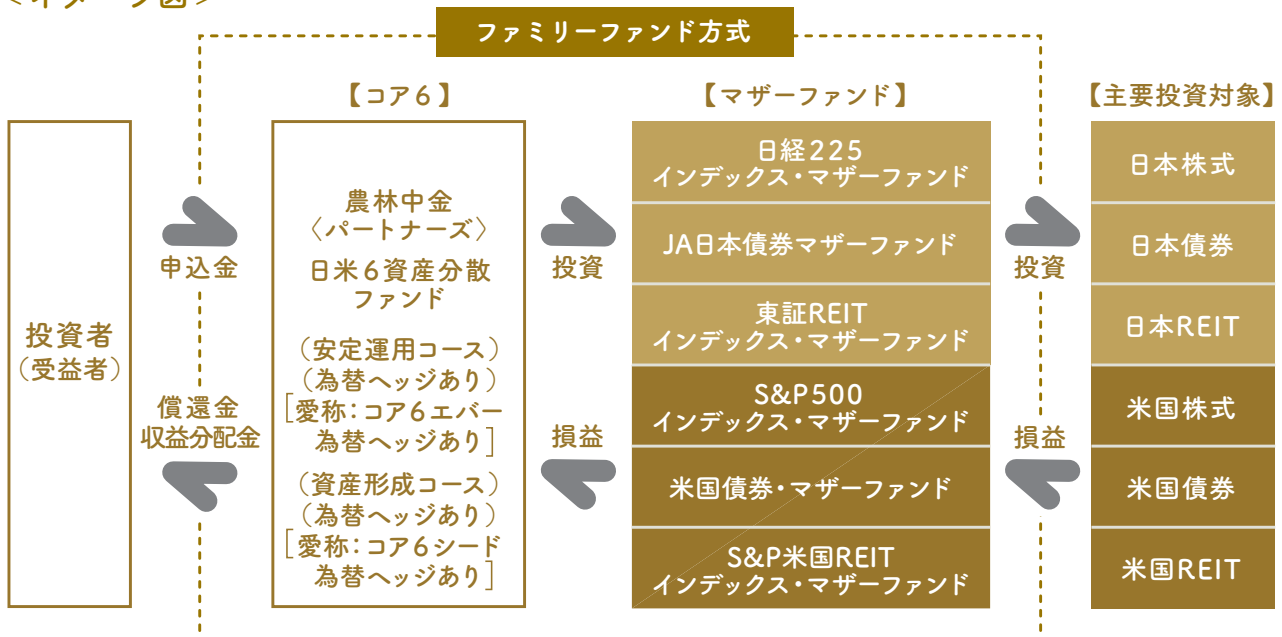 ＜イメージ図＞
ファミリーファンド方式
【コア6】
【マザーファンド】
【主要投資対象】
投資者
（受益者）
申込金
償還金
収益分配金
農林中金
〈パートナーズ〉
日米6資産分散
ファンド
（安定運用コース）
（為替ヘッジあり）
［愛称：コア6エバー
為替ヘッジあり］
（資産形成コース）
（為替ヘッジあり）
［愛称：コア6シード
為替ヘッジあり］
投資
損益
日経225
インデックス・マザーファンド
JA日本債券マザーファンド
東証REIT
インデックス・マザーファンド
S&P500
インデックス・マザーファンド
米国債券・マザーファンド
S&P米国REIT
インデックス・マザーファンド
投資
損益
日本株式
日本債券
日本REIT
米国株式
米国債券
米国REIT